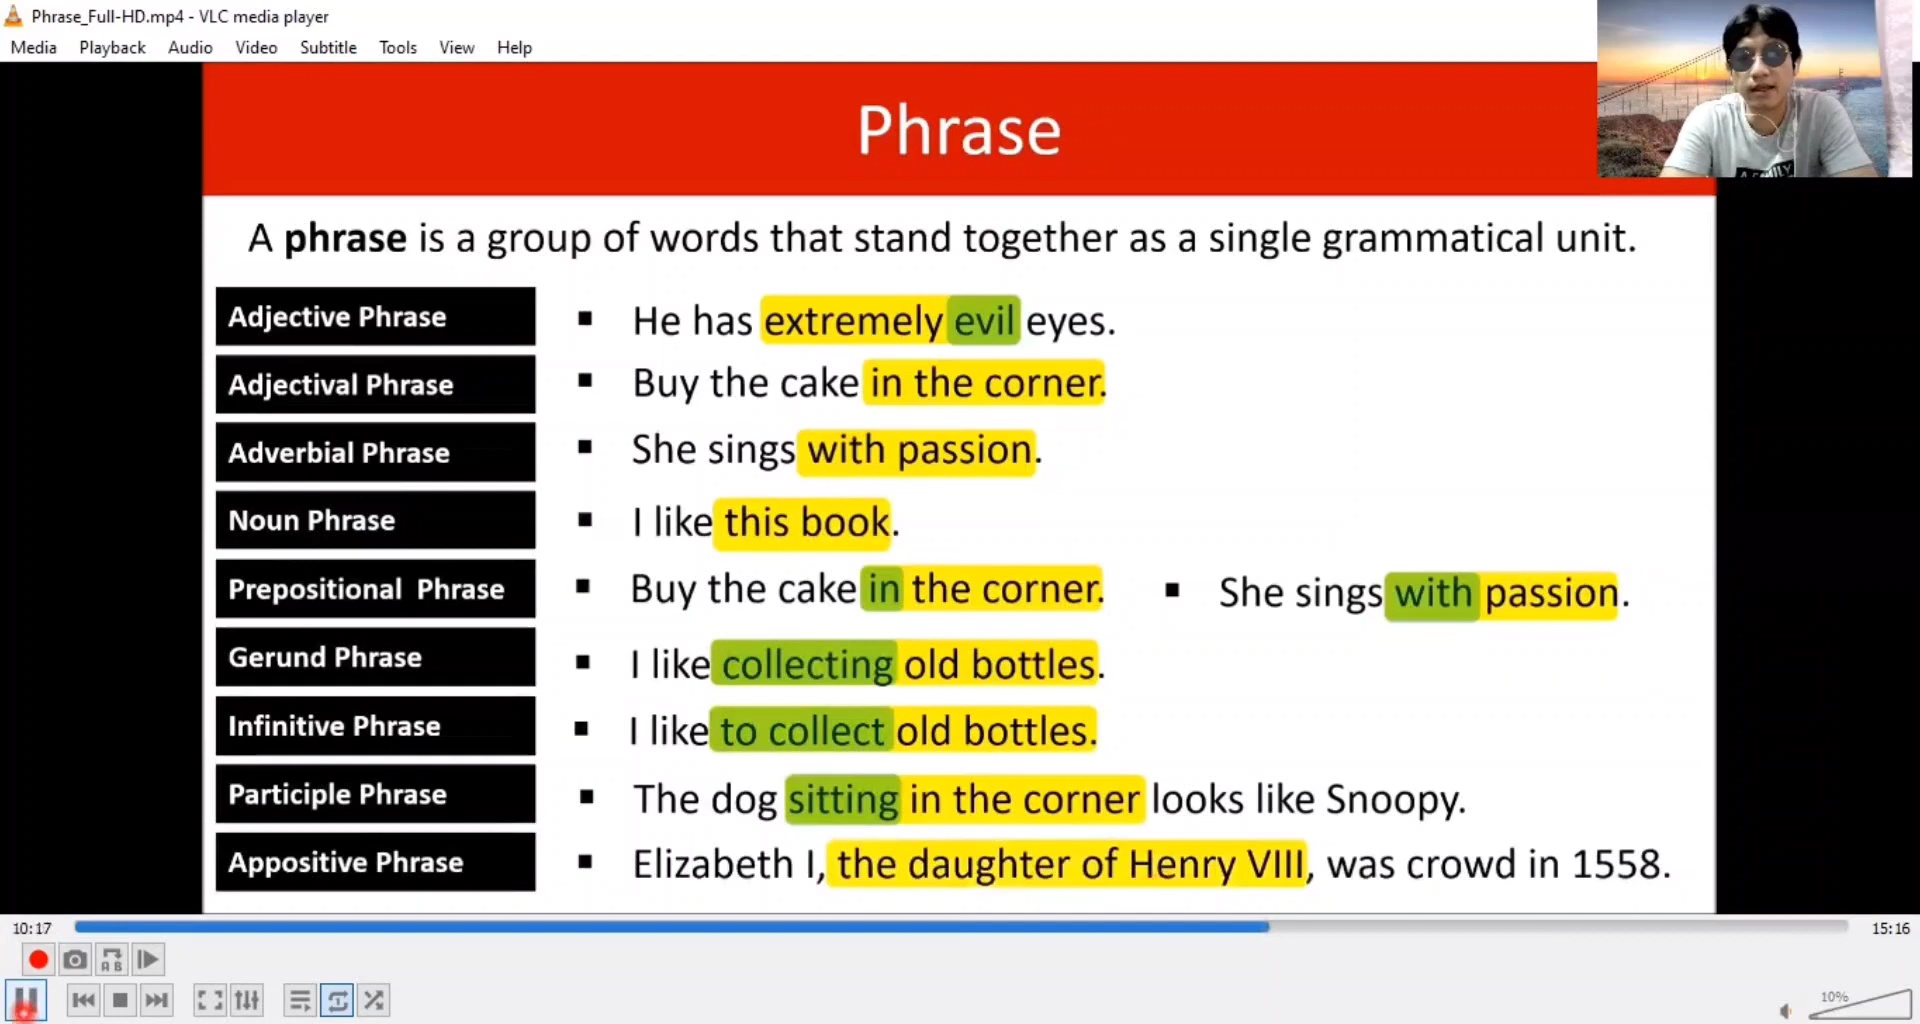 Phrase_Full-HD.mp4 - VLC media player
Media Playback Audio Video Subtitle Tools View Help
Phrase
A phrase is a group of words that stand together as a single grammatical unit.
Adjective Phrase ▪ He has extremely evil eyes.
Adjectival Phrase ▪ Buy the cake in the corner.
Adverbial Phrase ▪ She sings with passion.
Noun Phrase ▪ I like this book.
Prepositional Phrase ▪ Buy the cake in the corner. ▪ She sings with passion.
Gerund Phrase ▪ I like collecting old bottles.
Infinitive Phrase ▪ I like to collect old bottles.
Participle Phrase ▪ The dog sitting in the corner looks like Snoopy.
Appositive Phrase ▪ Elizabeth I, the daughter of Henry VIII, was crowd in 1558.
10:17 15:16
A B
10%